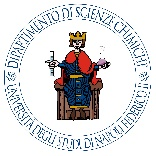 DIPARTIMENTO DI SCIENZE CHIMICHE
UNIVERSITÀ DEGLI STUDI DI NAPOLI FEDERICO II